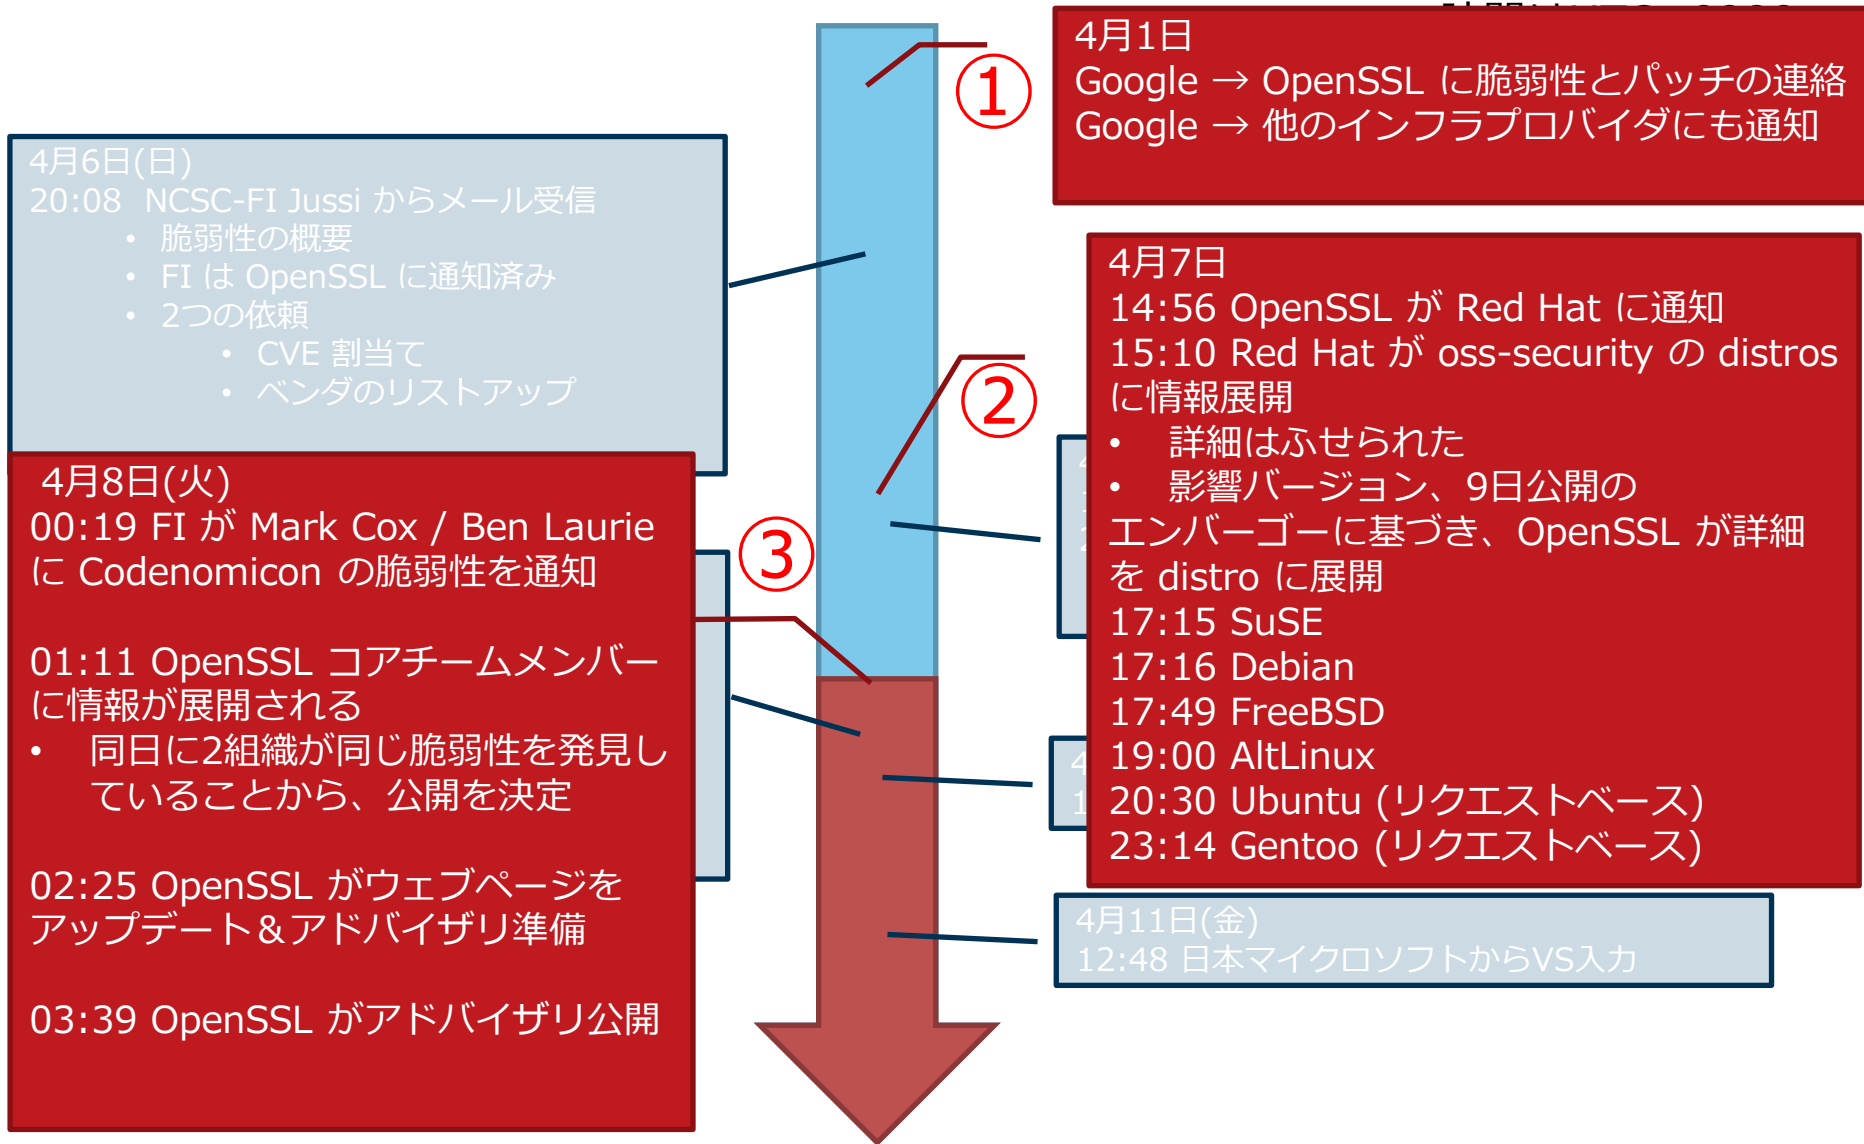 4月1日
Google → OpenSSL に脆弱性とパッチの連絡
Google → 他のインフラプロバイダにも通知
①
4月6日(日)
20:08 NCSC-FI Jussi からメール受信
• 脆弱性の概要
• FI は OpenSSL に通知済み
• 2つの依頼
• CVE 割当て
• ベンダのリストアップ
4月7日
14:56 OpenSSL が Red Hat に通知
15:10 Red Hat が oss-security の distros
に情報展開
• 詳細はふせられた
• 影響バージョン、9日公開の
エンバーゴーに基づき、OpenSSL が詳細
を distro に展開
17:15 SuSE
17:16 Debian
17:49 FreeBSD
19:00 AltLinux
20:30 Ubuntu (リクエストベース)
23:14 Gentoo (リクエストベース)
②
4月8日(火)
00:19 FI が Mark Cox / Ben Laurie
に Codenomicon の脆弱性を通知
01:11 OpenSSL コアチームメンバー
に情報が展開される
• 同日に2組織が同じ脆弱性を発見し
ていることから、公開を決定
02:25 OpenSSL がウェブページを
アップデート＆アドバイザリ準備
03:39 OpenSSL がアドバイザリ公開
③
4月11日(金)
12:48 日本マイクロソフトからVS入力